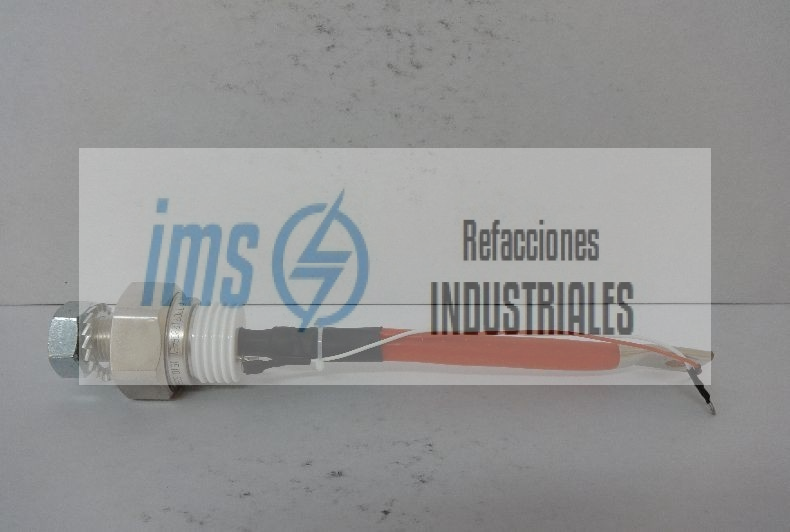 ims
Refacciones
INDUSTRIALES